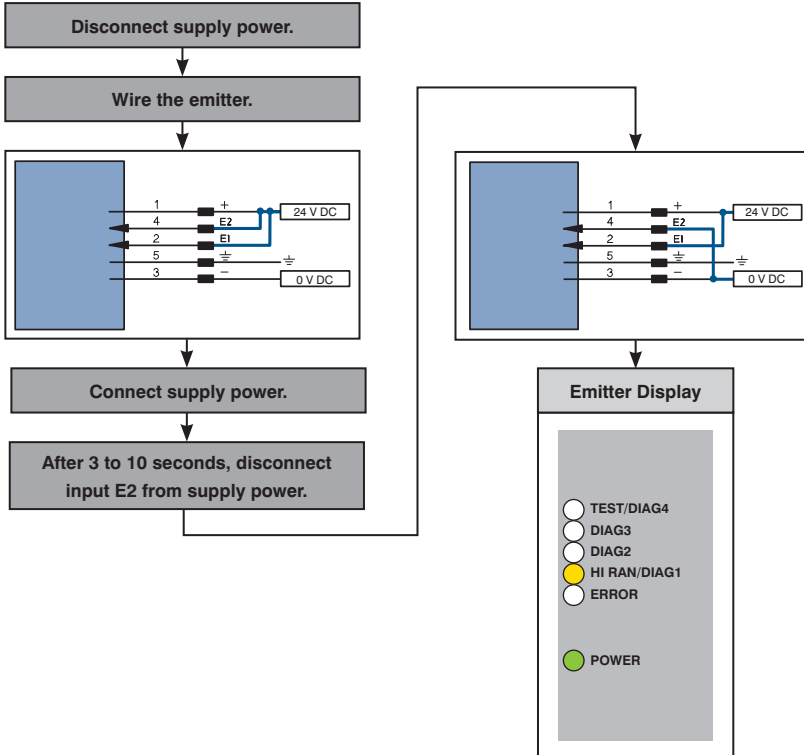 Disconnect supply power.
Wire the emitter.
1 +
24 V DC
4 E2
2 E1
5
3 −
0 V DC
Connect supply power.
After 3 to 10 seconds, disconnect
input E2 from supply power.
1 +
24 V DC
4 E2
2 E1
5
3 −
0 V DC
Emitter Display
TEST/DIAG4
DIAG3
DIAG2
HI RAN/DIAG1
ERROR
POWER